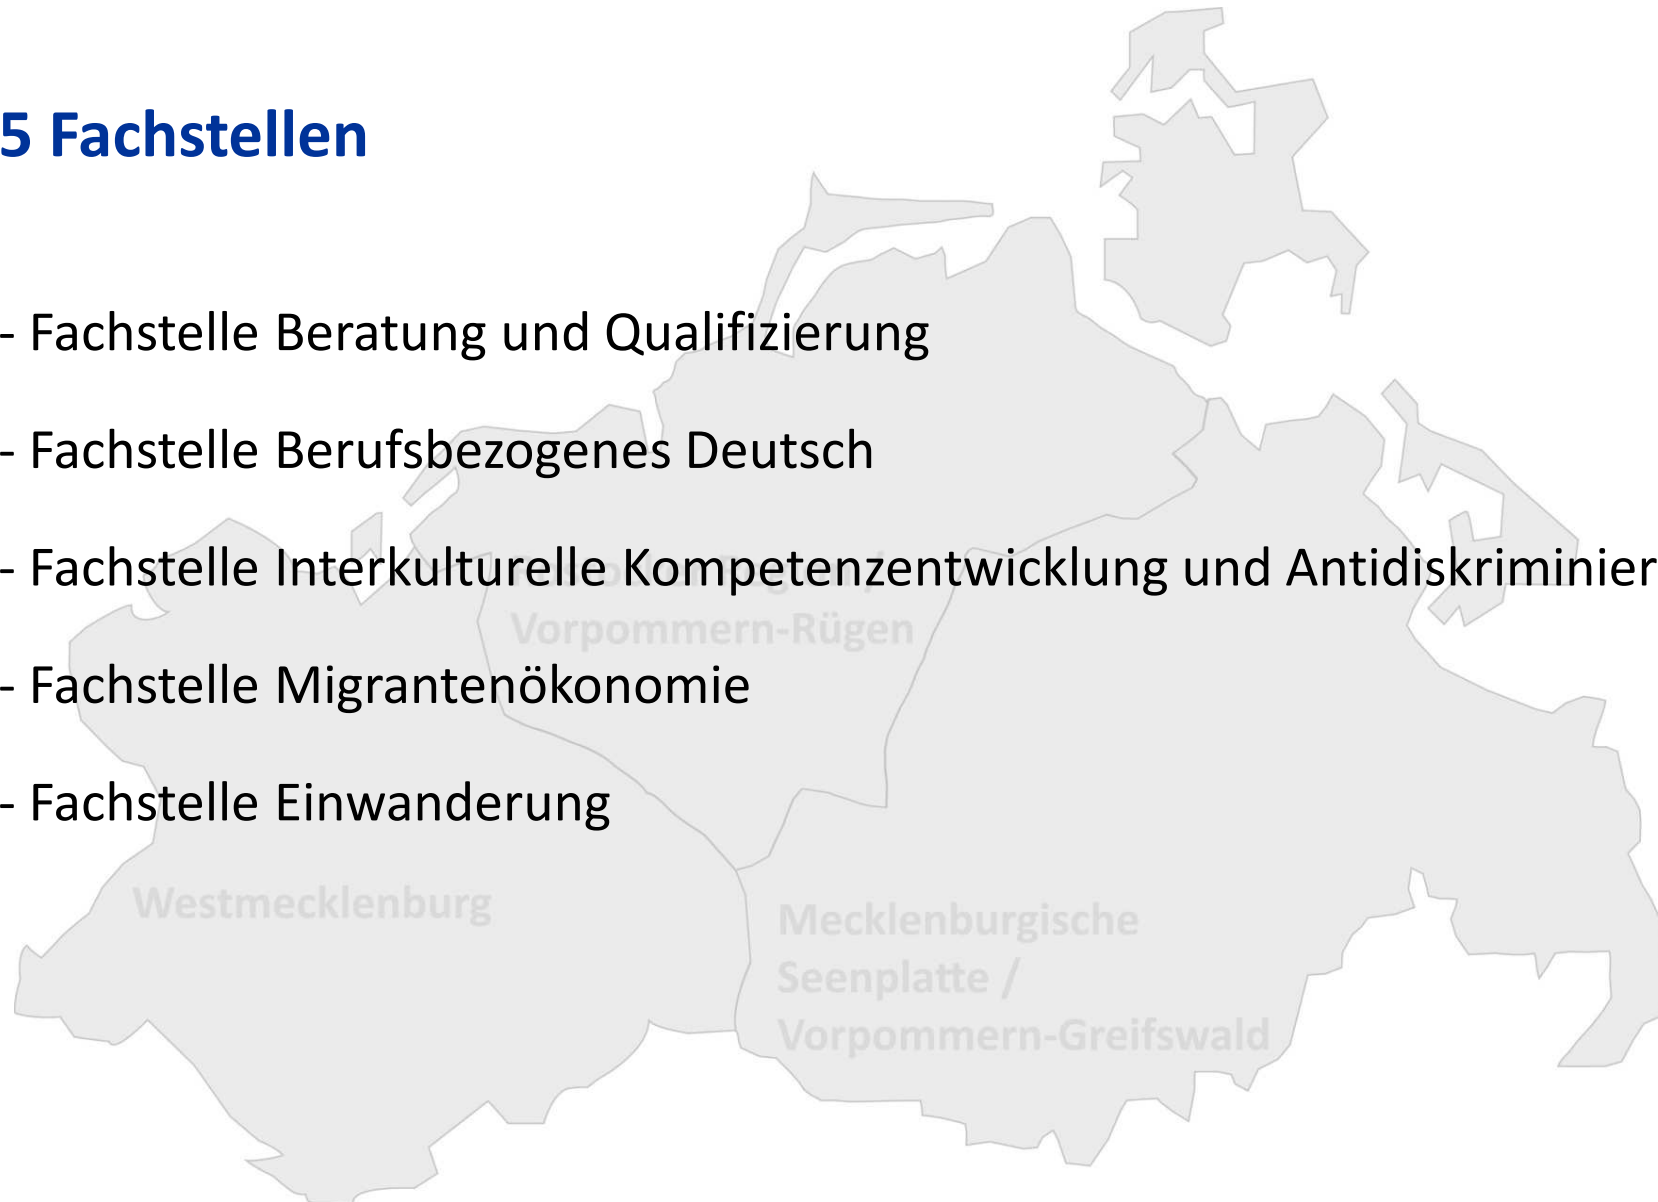 5 Fachstellen
- Fachstelle Beratung und Qualifizierung
- Fachstelle Berufsbezogenes Deutsch
- Fachstelle Interkulturelle Kompetenzentwicklung und Antidiskriminier
Vorpommern-Rügen
- Fachstelle Migrantenökonomie
- Fachstelle Einwanderung
Westmecklenburg
Mecklenburgische
Seenplatte /
Vorpommern-Greifswald